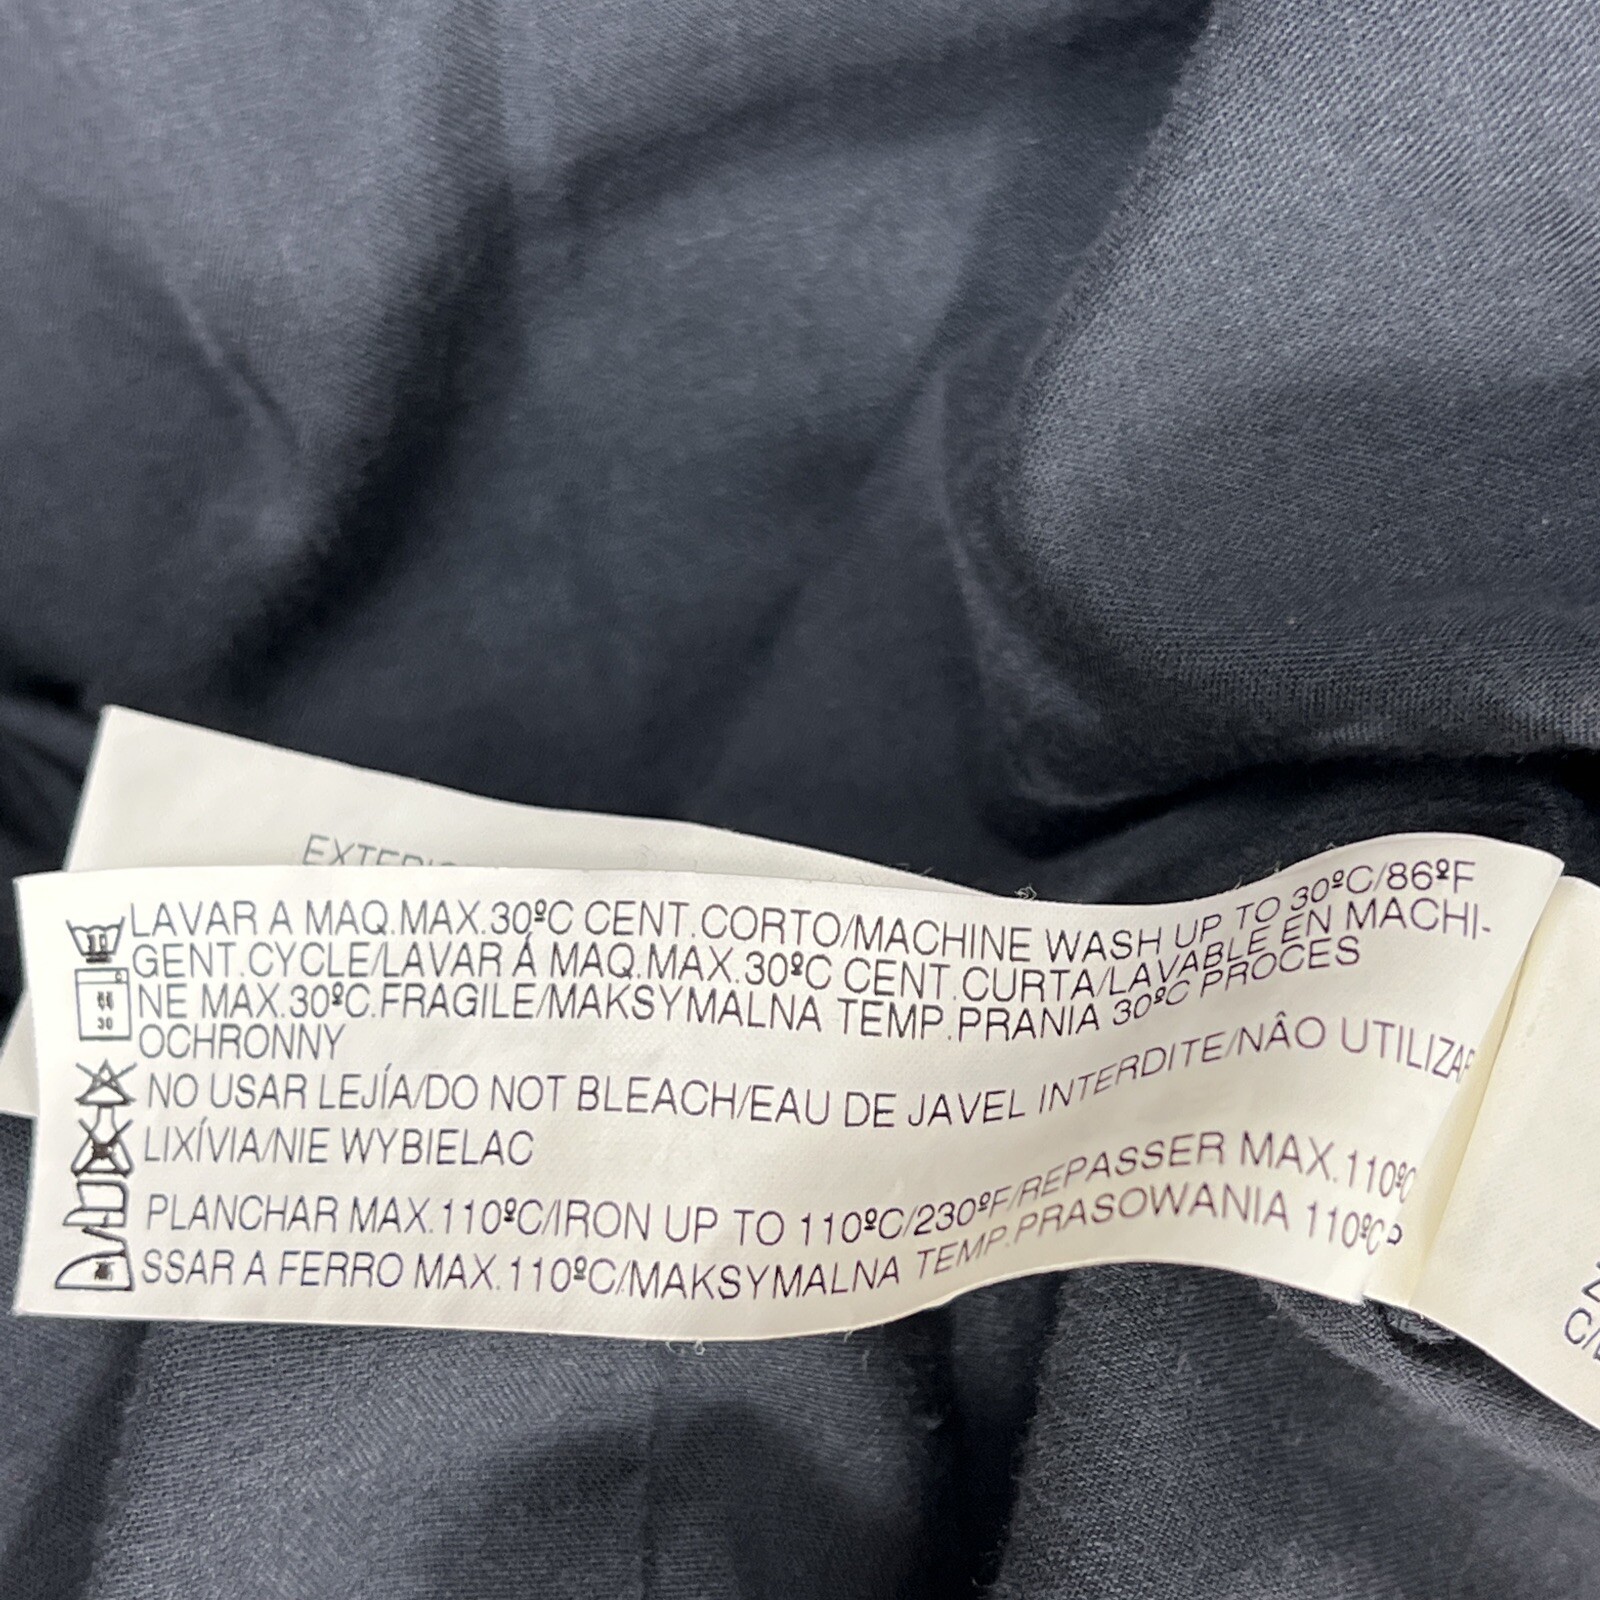 LAVAR A MAQ.MAX.30ºC CENT.CORTO/MACHINE WASH UP TO 30ºC/86ºF
GENT.CYCLE/LAVAR Á MAQ.MAX.30ºC CENT.CURTA/LAVABLE EN MACHI-
NE MAX.30ºC.FRAGILE/MAKSYMALNA TEMP.PRANIA 30ºC PROCES
OCHRONNY
NO USAR LEJÍA/DO NOT BLEACH/EAU DE JAVEL INTERDITE/NÂO UTILIZAR
LIXÍVIA/NIE WYBIELAC
PLANCHAR MAX.110ºC/IRON UP TO 110ºC/230ºF/REPASSER MAX.110ºC
SSAR A FERRO MAX.110ºC/MAKSYMALNA TEMP.PRASOWANIA 110ºC